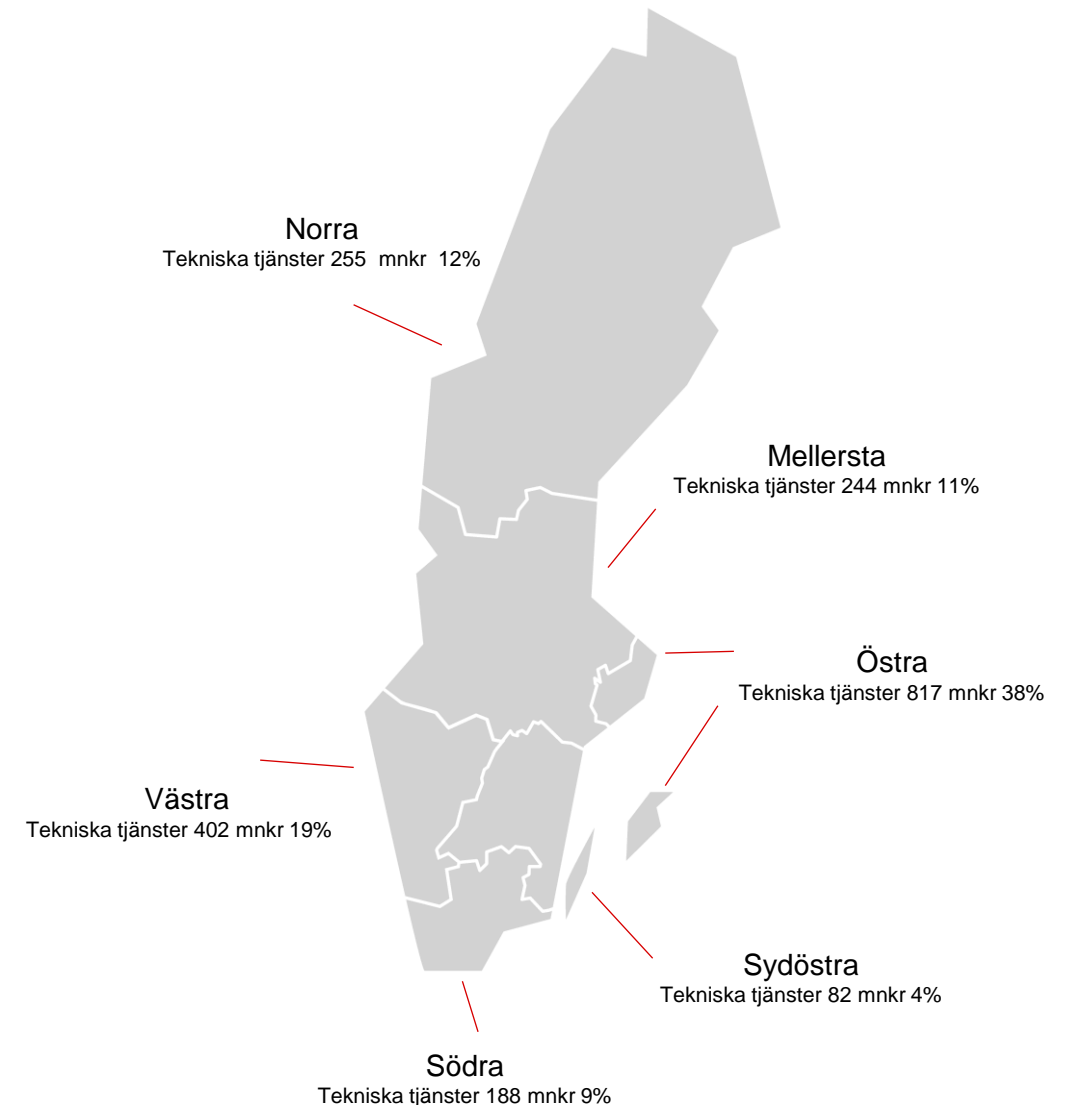 Norra
Tekniska tjänster 255 mnkr 12%
Mellersta
Tekniska tjänster 244 mnkr 11%
Östra
Tekniska tjänster 817 mnkr 38%
Västra
Tekniska tjänster 402 mnkr 19%
Sydöstra
Tekniska tjänster 82 mnkr 4%
Södra
Tekniska tjänster 188 mnkr 9%